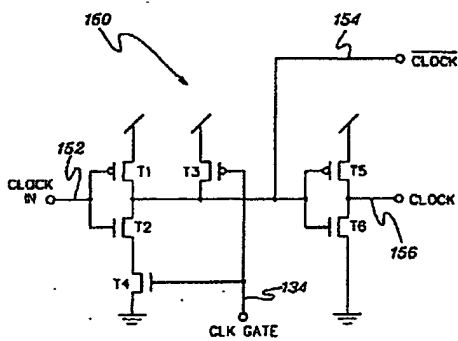 160
154
CLOCK
152
CLOCK
IN
T1
T3
T5
CLOCK
T2
T6
156
T4
134
CLK GATE